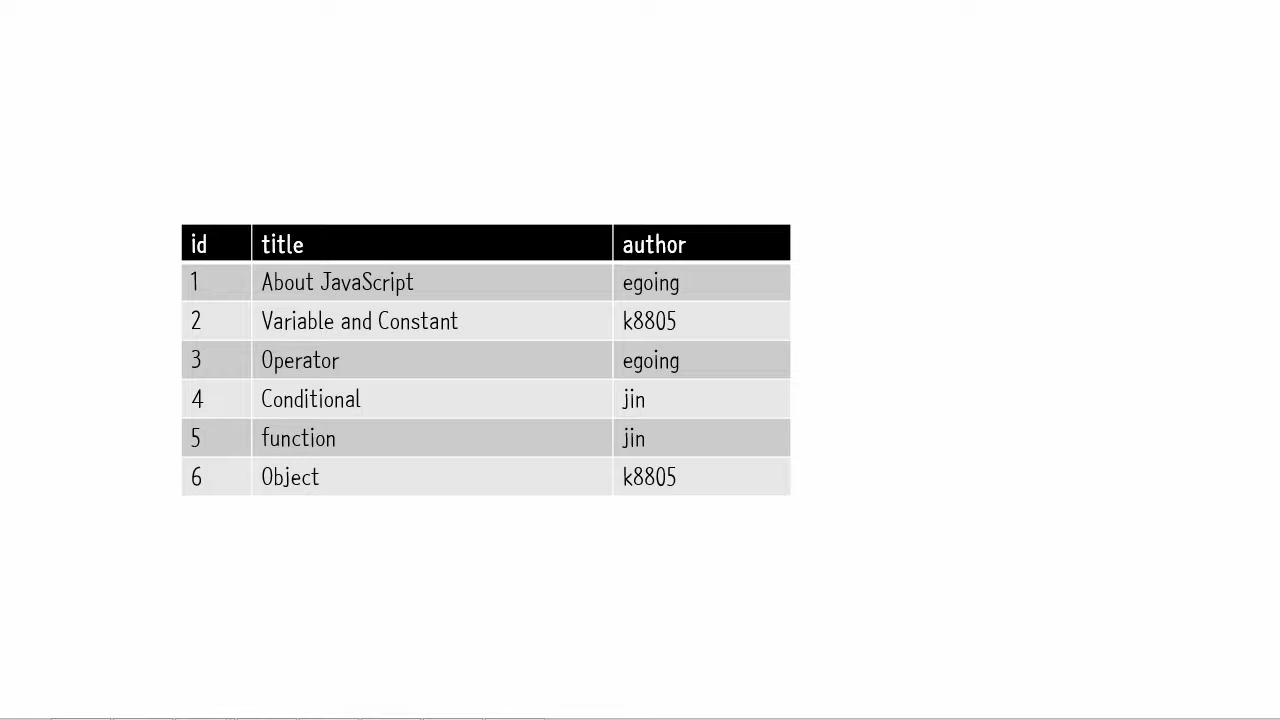 id title author
1 About JavaScript egoing
2 Variable and Constant k8805
3 Operator egoing
4 Conditional jin
5 function jin
6 Object k8805